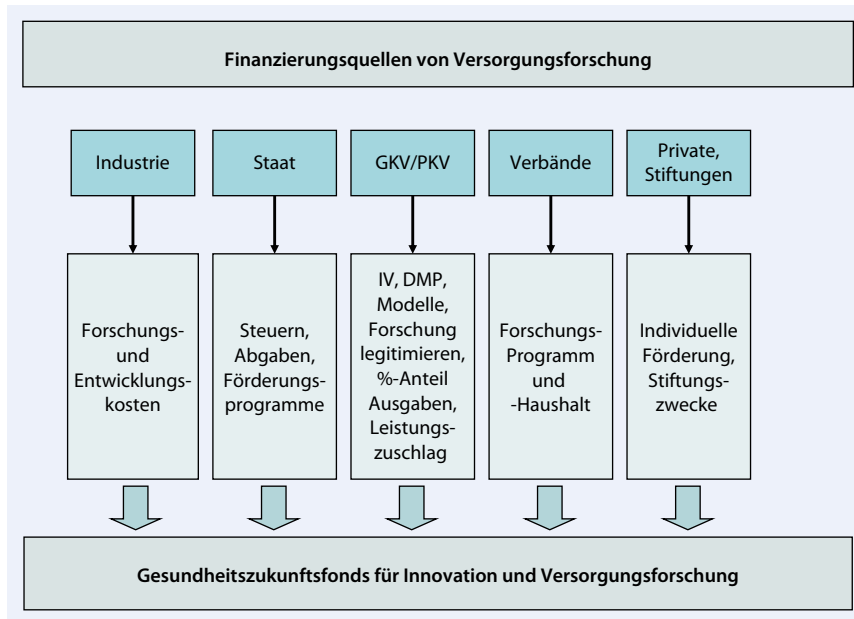 Finanzierungsquellen von Versorgungsforschung
Industrie
Staat
GKV/PKV
Verbände
Private,
Stiftungen
Forschungs-
und
Entwicklungs-
kosten
Steuern,
Abgaben,
Förderungs-
programme
IV, DMP,
Modelle,
Forschung
legitimieren,
%-Anteil
Ausgaben,
Leistungs-
zuschlag
Forschungs-
Programm
und
-Haushalt
Individuelle
Förderung,
Stiftungs-
zwecke
Gesundheitszukunftsfonds für Innovation und Versorgungsforschung